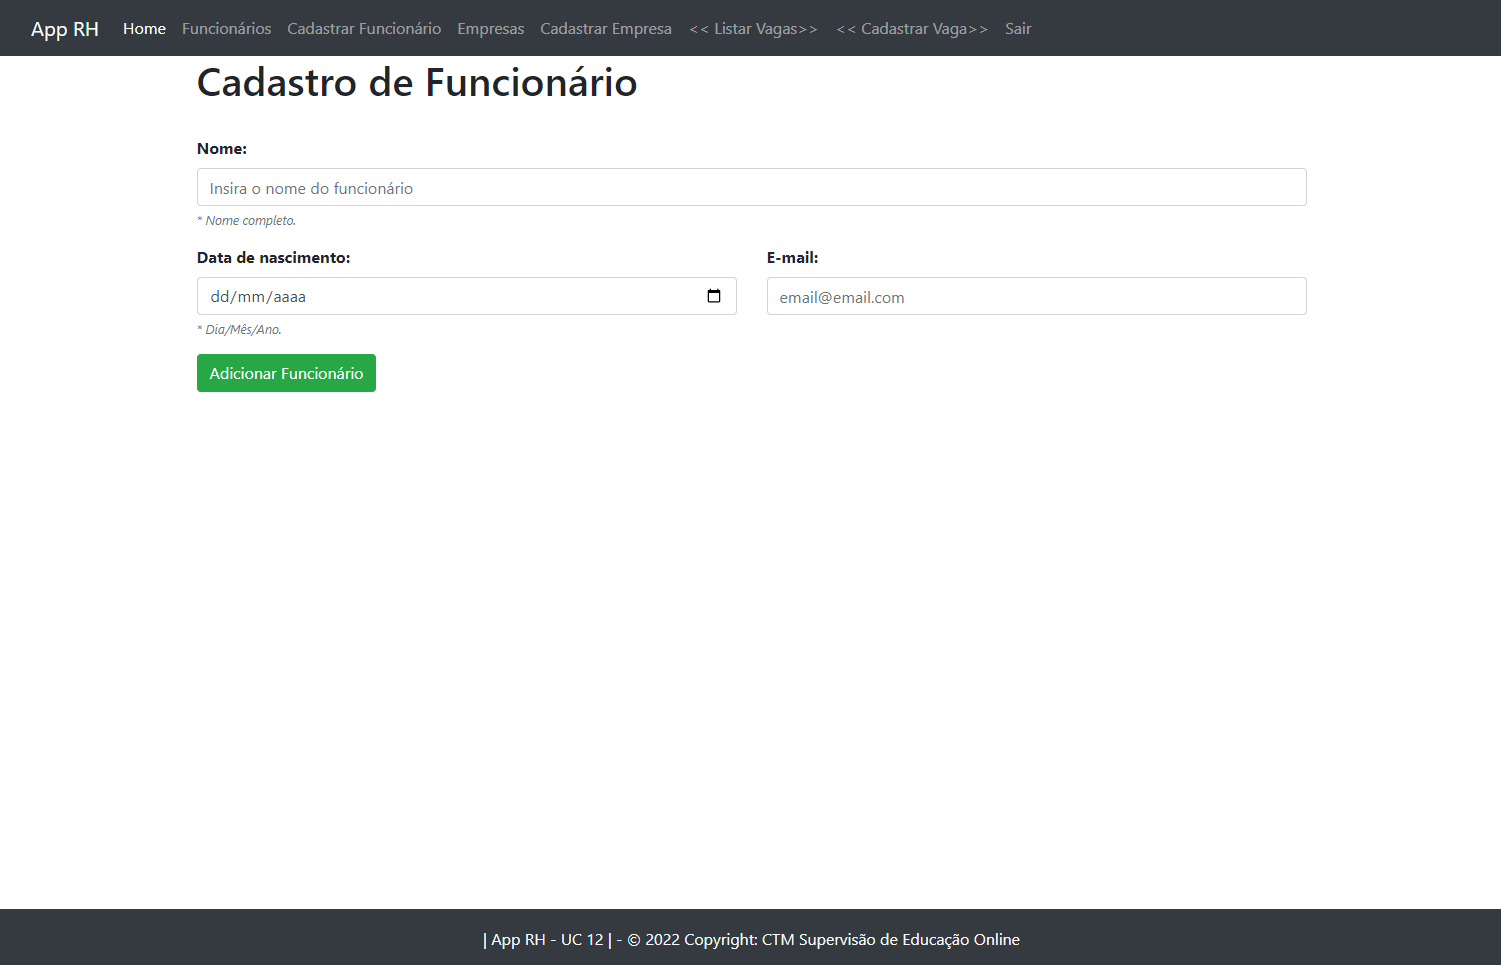 App RH Home Funcionários Cadastrar Funcionário Empresas Cadastrar Empresa << Listar Vagas>> << Cadastrar Vaga>> Sair
Cadastro de Funcionário
Nome:
Insira o nome do funcionário
* Nome completo.
Data de nascimento: E-mail:
dd/mm/aaaa email@email.com
* Dia/Mês/Ano.
Adicionar Funcionário
| App RH - UC 12 | - © 2022 Copyright: CTM Supervisão de Educação Online